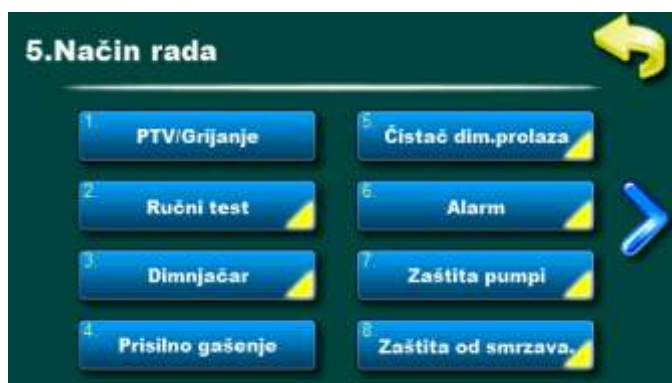 5.Način rada
1. PTV/Grijanje
2. Ručni test
3. Dimnjačar
4. Prisilno gašenje
5. Čistač dim.prolaza
6. Alarm
7. Zaštita pumpi
8. Zaštita od smrzava.